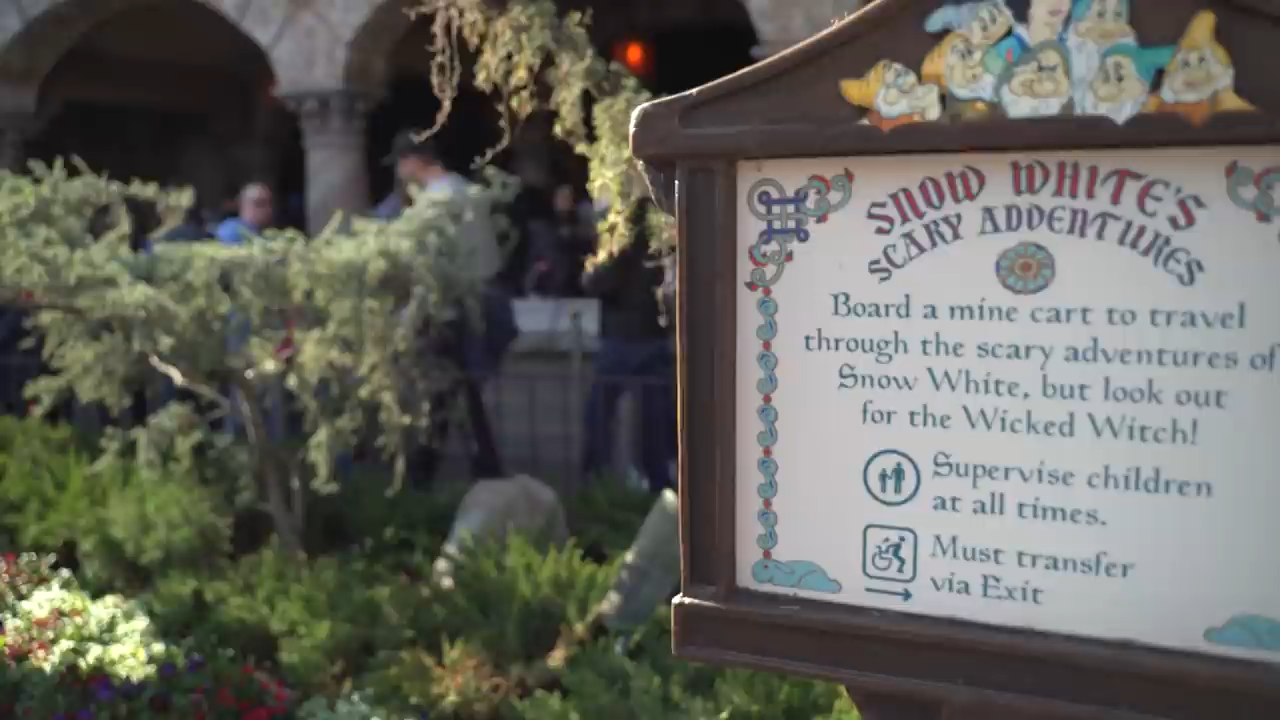 SNOW WHITE'S
SCARY ADVENTURES
Board a mine cart to travel
through the scary adventures of
Snow White, but look out
for the Wicked Witch!
Supervise children
at all times.
Must transfer
via Exit